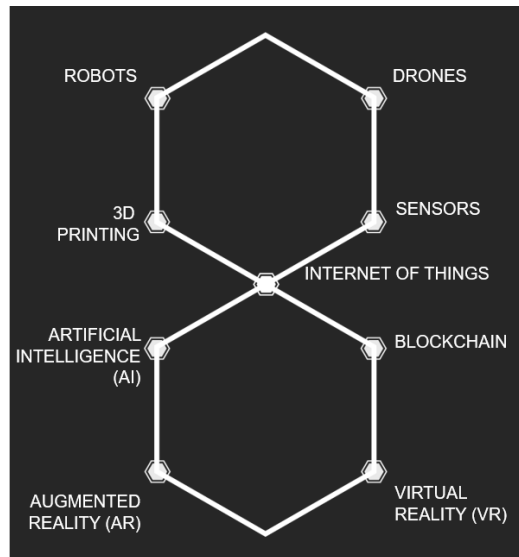 ROBOTS
DRONES
3D
PRINTING
SENSORS
INTERNET OF THINGS
ARTIFICIAL
INTELLIGENCE
(AI)
BLOCKCHAIN
AUGMENTED
REALITY (AR)
VIRTUAL
REALITY (VR)